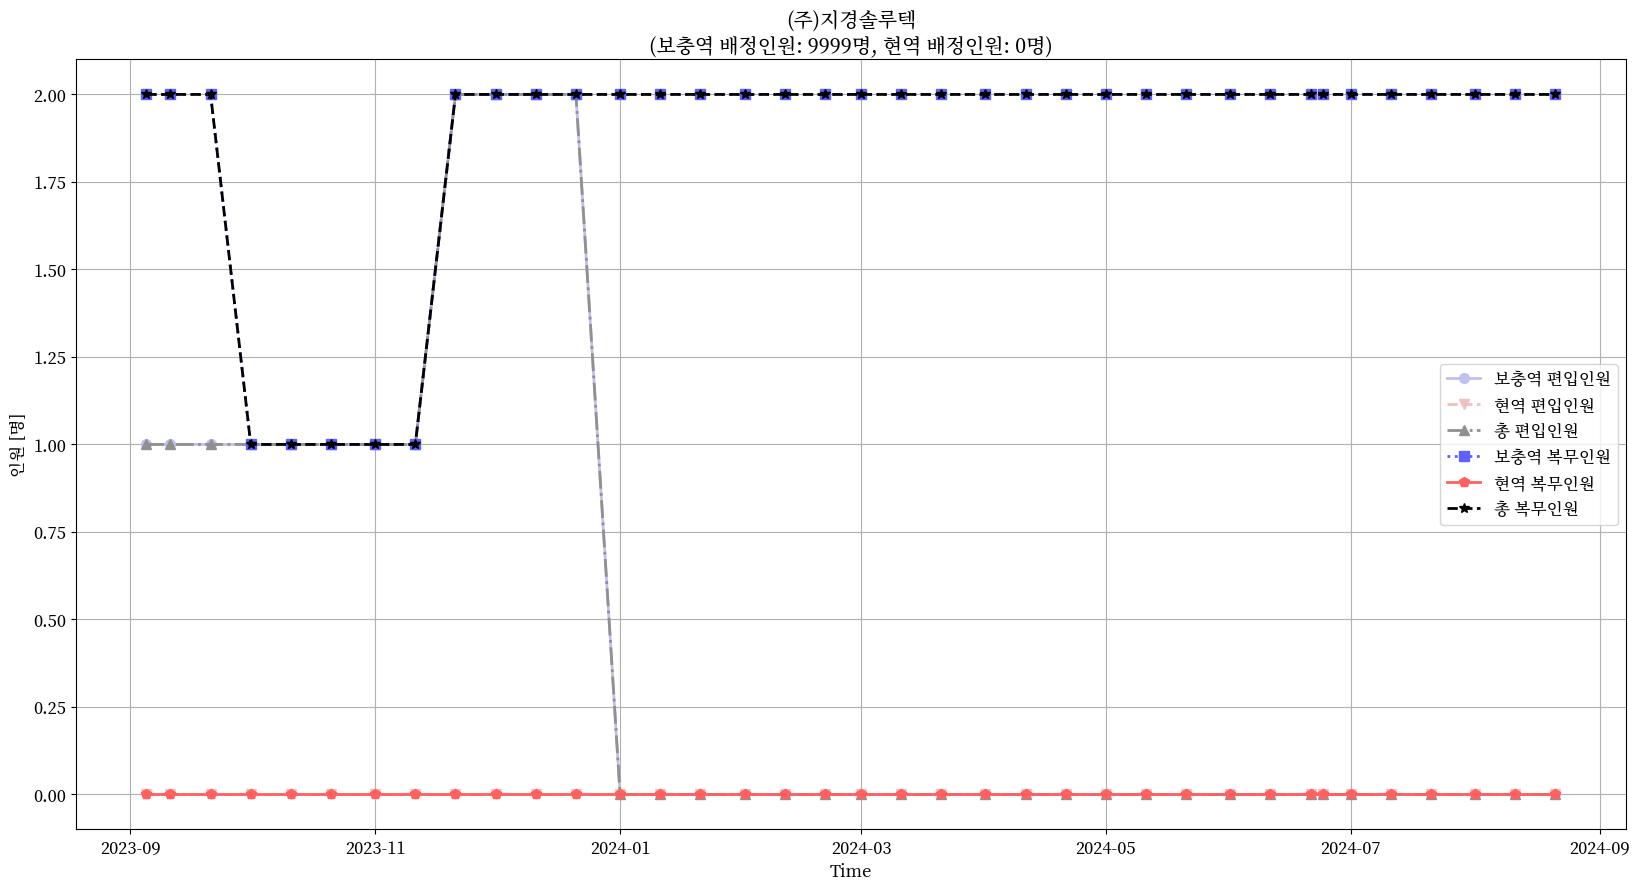 (주)지경솔루텍
(보충역 배정인원: 9999명, 현역 배정인원: 0명)
2.00
1.75
1.50
1.25
1.00
0.75
0.50
0.25
0.00
인원 [명]
보충역 편입인원
현역 편입인원
총 편입인원
보충역 복무인원
현역 복무인원
총 복무인원
2023-09
2023-11
2024-01
2024-03
2024-05
2024-07
2024-09
Time